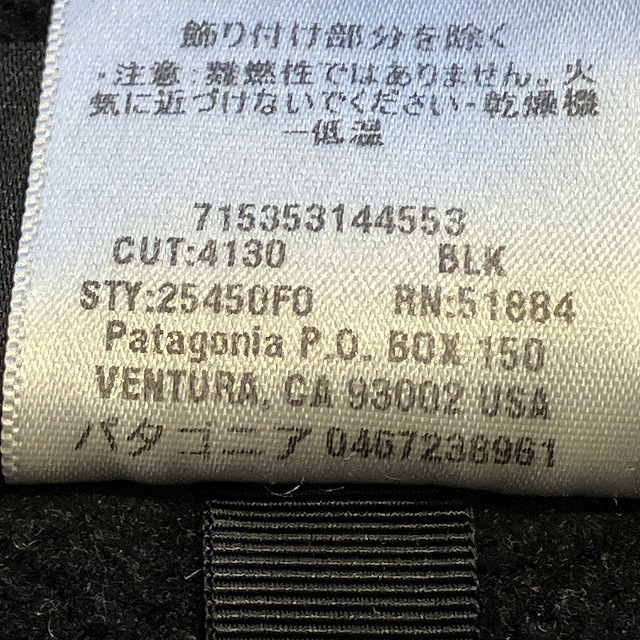 飾り付け部分を除く
・注意:難燃性ではありません。火
気に近づけないでください・乾燥機
一低温
715353144553
CUT:4130 BLK
STY:25450F0 RN:51884
Patagonia P.O. BOX 150
VENTURA, CA 93002 USA
パタゴニア 0467238961